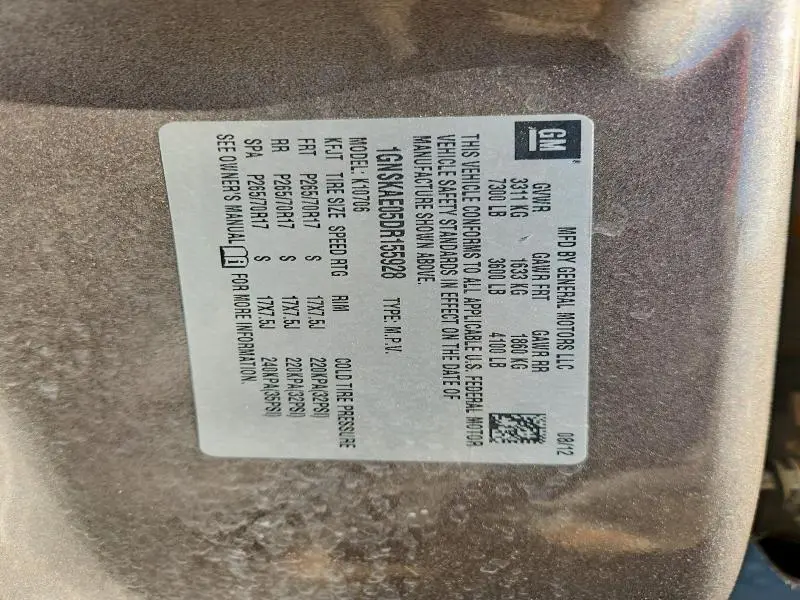 GM
MFD BY GENERAL MOTORS LLC 08/12
GVWR GAWR FRT GAWR RR
3311 KG 1633 KG 1860 KG
7300 LB 3600 LB 4100 LB
THIS VEHICLE CONFORMS TO ALL APPLICABLE U.S. FEDERAL MOTOR
VEHICLE SAFETY STANDARDS IN EFFECT ON THE DATE OF
MANUFACTURE SHOWN ABOVE.
1GNSKAE05DR155928 TYPE: M.P.V.
MODEL: K10706
KFJT TIRE SIZE SPEED RTG RIM COLD TIRE PRESSURE
FRT P265/70R17 S 17X7.5J 220KPA(32PSI)
RR P265/70R17 S 17X7.5J 220KPA(32PSI)
SPA P265/70R17 S 17X7.5J 240KPA(35PSI)
SEE OWNER'S MANUAL FOR MORE INFORMATION.